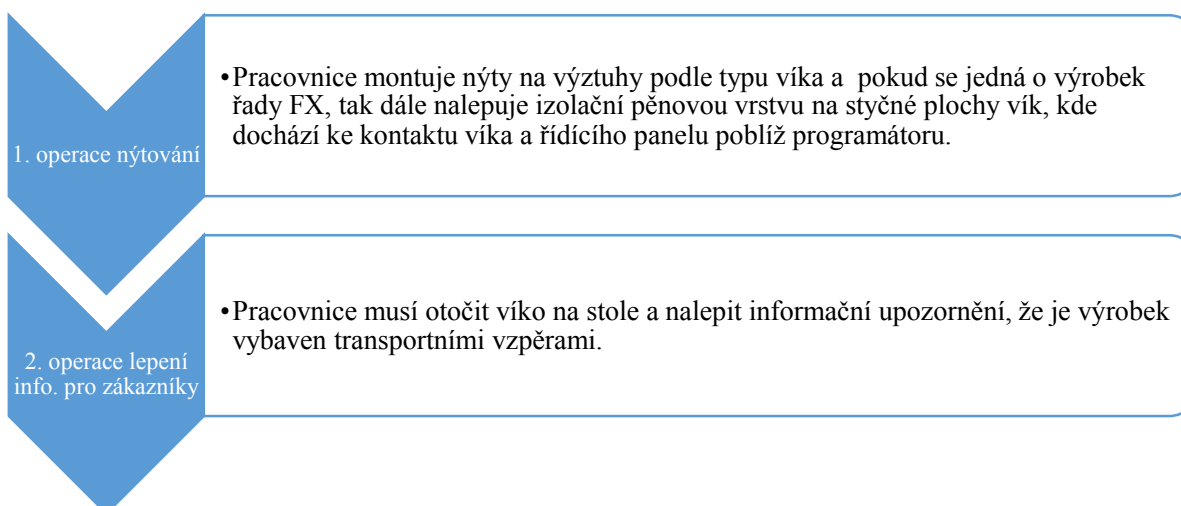 1. operace nýtování
•Pracovnice montuje nýty na výztuhy podle typu víka a  pokud se jedná o výrobek
řady FX, tak dále nalepuje izolační pěnovou vrstvu na styčné plochy vík, kde
dochází ke kontaktu víka a řídícího panelu poblíž programátoru.
2. operace lepení
info. pro zákazníky
•Pracovnice musí otočit víko na stole a nalepit informační upozornění, že je výrobek
vybaven transportními vzpěrami.